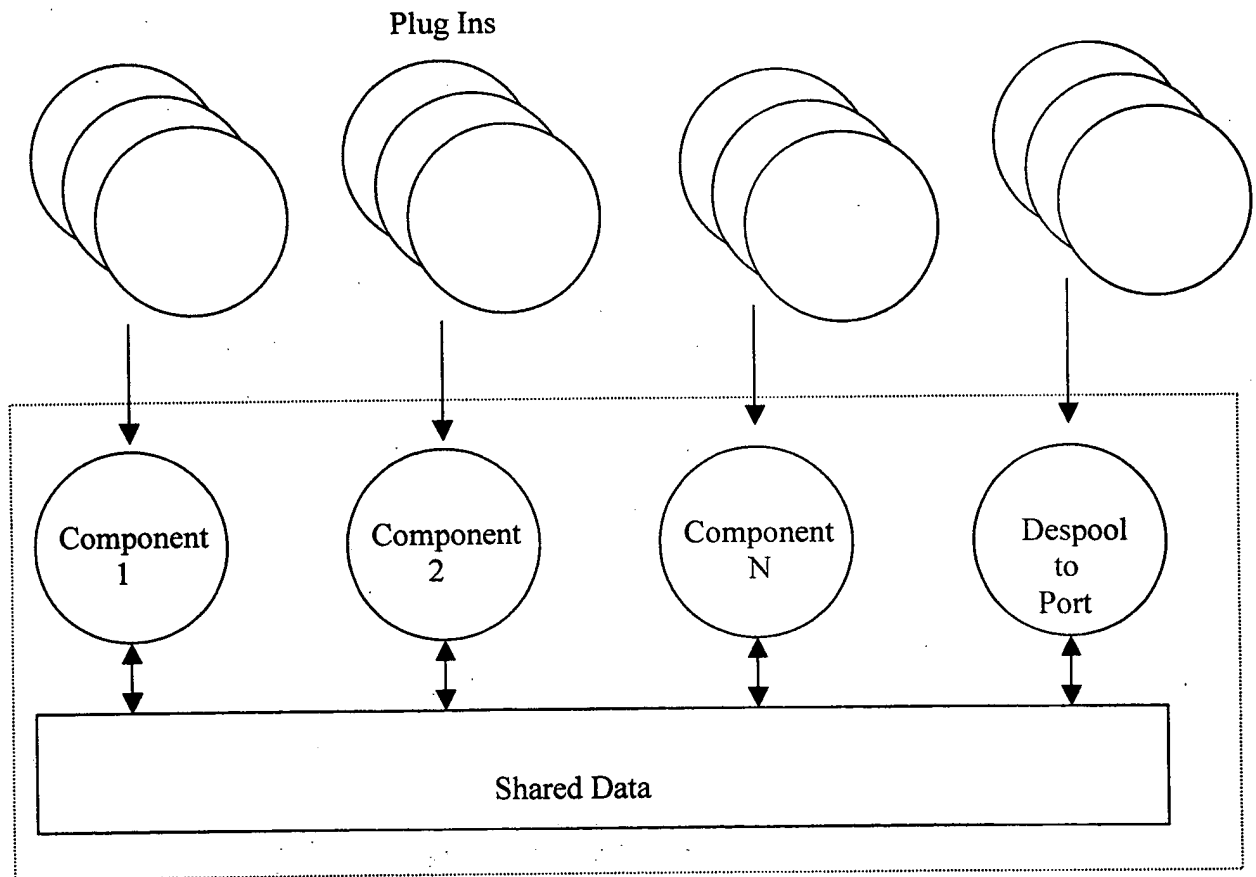 Plug Ins
Component
1
Component
2
Component
N
Despool
to
Port
Shared Data